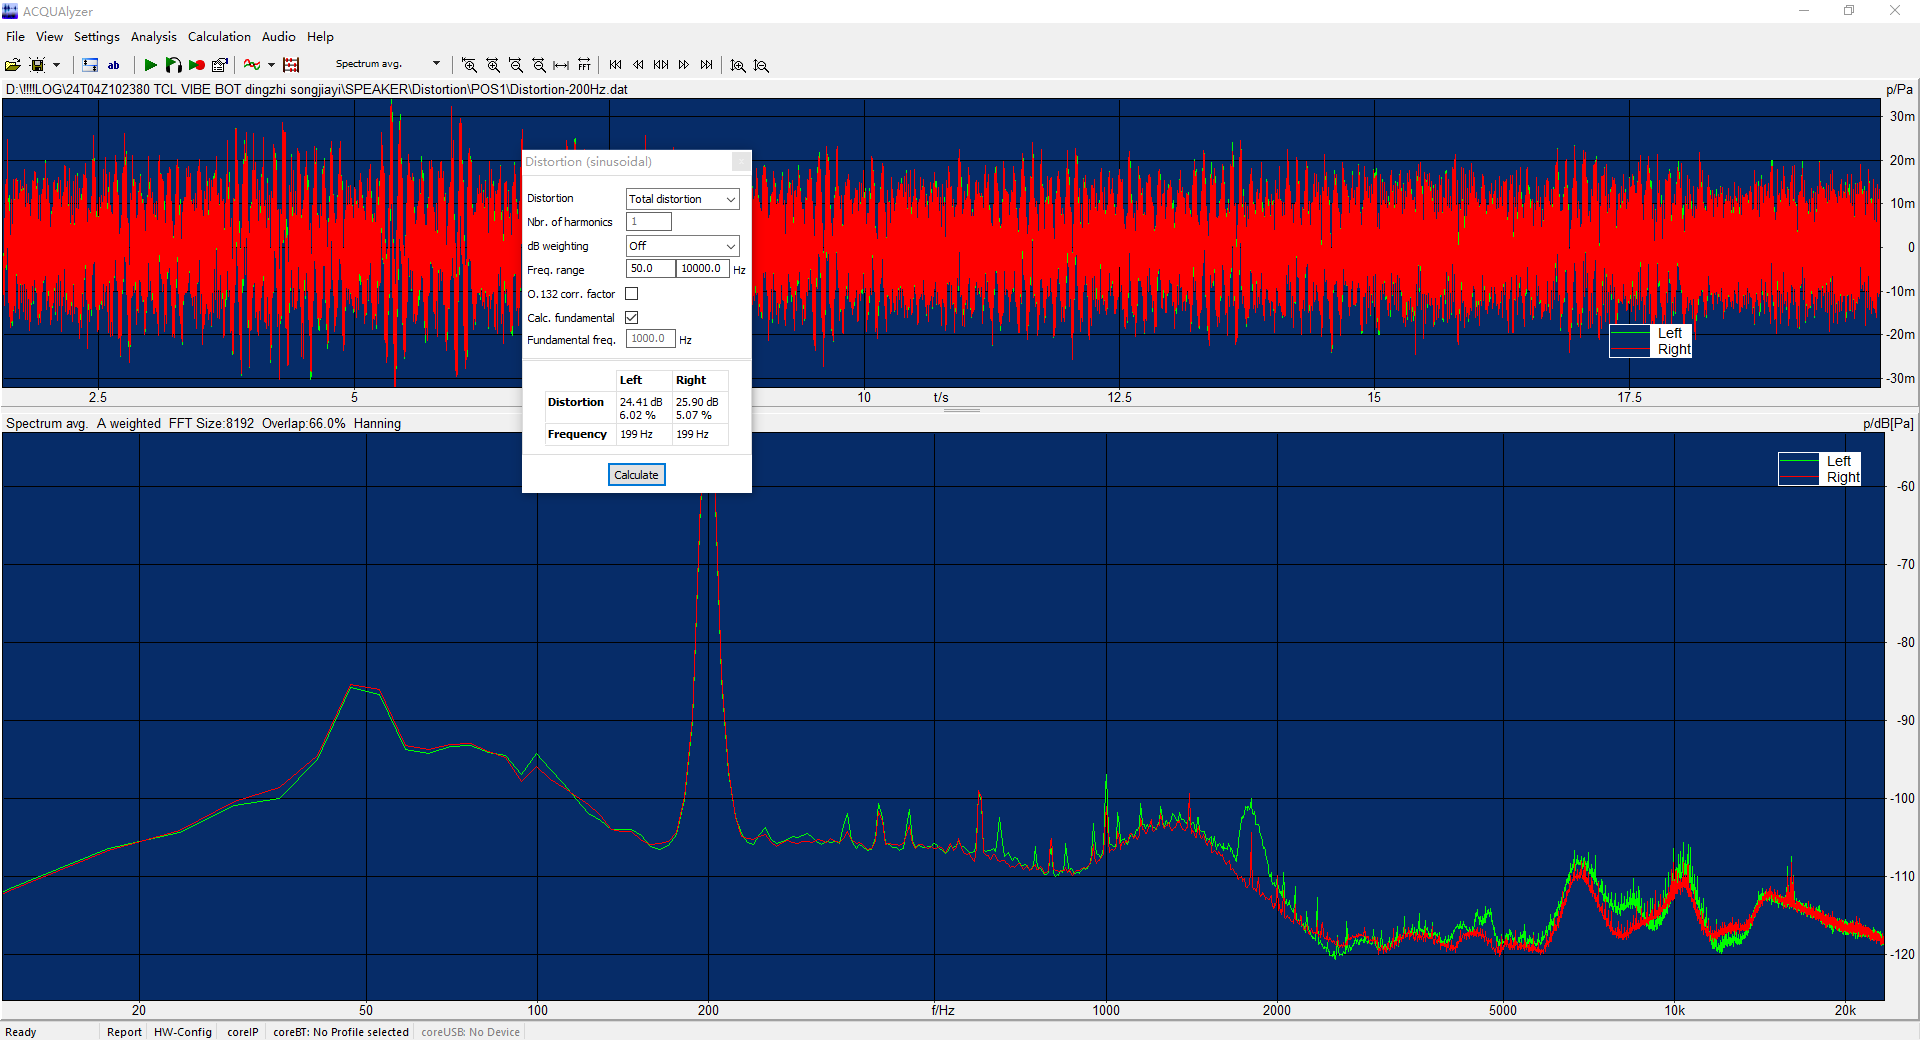 ACQUAlyzer
File View Settings Analysis Calculation Audio Help
ab Spectrum avg. FFT
D:\!!!!LOG\24T04Z102380 TCL VIBE BOT dingzhi songjiayi\SPEAKER\Distortion\POS1\Distortion-200Hz.dat p/Pa
30m
20m
10m
0
-10m
-20m
-30m
Left
Right
2.5 5 10 t/s 12.5 15 17.5
Distortion (sinusoidal)
Distortion Total distortion
Nbr. of harmonics 1
dB weighting Off
Freq. range 50.0 10000.0 Hz
O.132 corr. factor
Calc. fundamental
Fundamental freq. 1000.0 Hz
Left Right
Distortion 24.41 dB 25.90 dB
6.02 % 5.07 %
Frequency 199 Hz 199 Hz
Calculate
Spectrum avg. A weighted FFT Size:8192 Overlap:66.0% Hanning p/dB[Pa]
Left
Right
-60
-70
-80
-90
-100
-110
-120
20 50 100 200 f/Hz 1000 2000 5000 10k 20k
Ready Report HW-Config coreIP coreBT: No Profile selected coreUSB: No Device